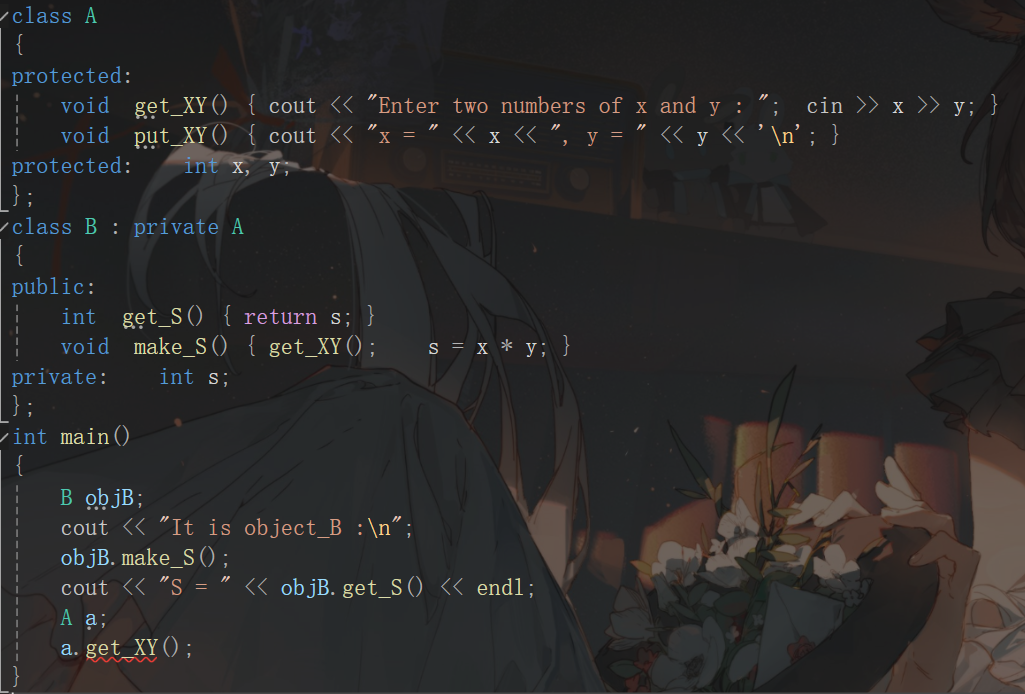 class A
{
protected:
    void  get_XY() { cout << "Enter two numbers of x and y : ";  cin >> x >> y; }
    void  put_XY() { cout << "x = " << x << ", y = " << y << '\n'; }
protected:    int x, y;
};
class B : private A
{
public:
    int  get_S() { return s; }
    void  make_S() { get_XY();    s = x * y; }
private:    int s;
};
int main()
{
    B objB;
    cout << "It is object_B :\n";
    objB.make_S();
    cout << "S = " << objB.get_S() << endl;
    A a;
    a.get_XY();
}